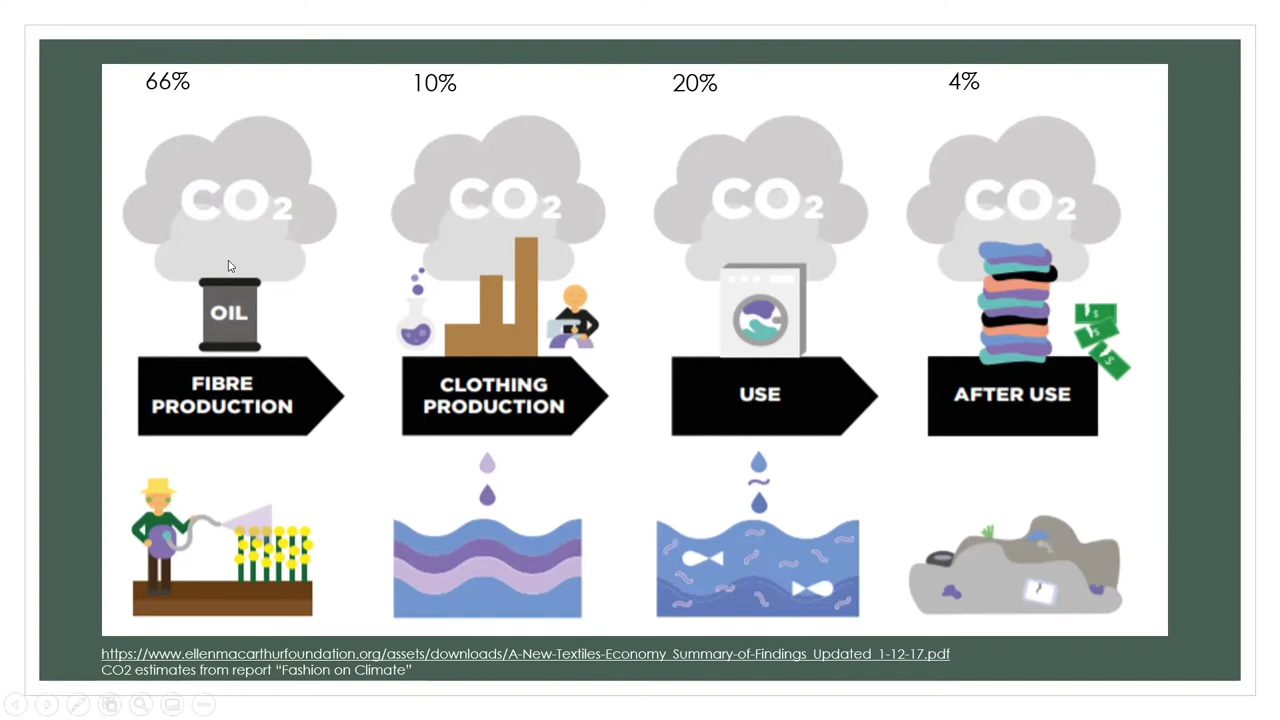 66%
10%
20%
4%
CO2
CO2
CO2
CO2
OIL
FIBRE
PRODUCTION
CLOTHING
PRODUCTION
USE
AFTER USE
$
$
$
https://www.ellenmacarthurfoundation.org/assets/downloads/A-New-Textiles-Economy_Summary-of-Findings_Updated_1-12-17.pdf
CO2 estimates from report “Fashion on Climate”